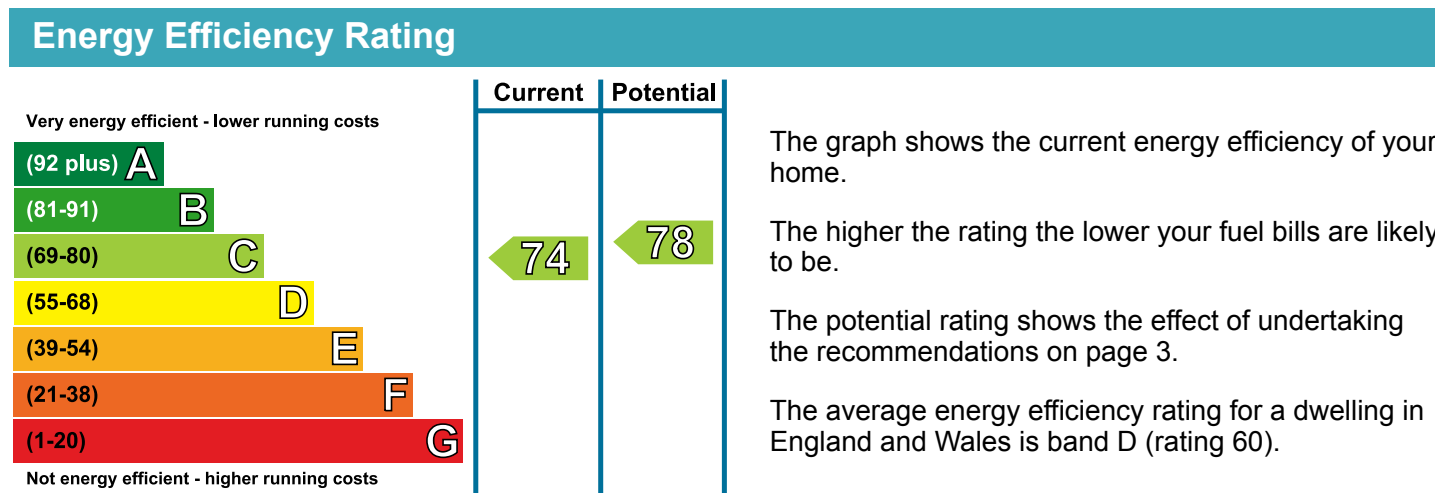 Energy Efficiency Rating
Current Potential
Very energy efficient - lower running costs
(92 plus) A
(81-91) B
(69-80) C
(55-68) D
(39-54) E
(21-38) F
(1-20) G
Not energy efficient - higher running costs
74
78
The graph shows the current energy efficiency of your
home.
The higher the rating the lower your fuel bills are likely
to be.
The potential rating shows the effect of undertaking
the recommendations on page 3.
The average energy efficiency rating for a dwelling in
England and Wales is band D (rating 60).